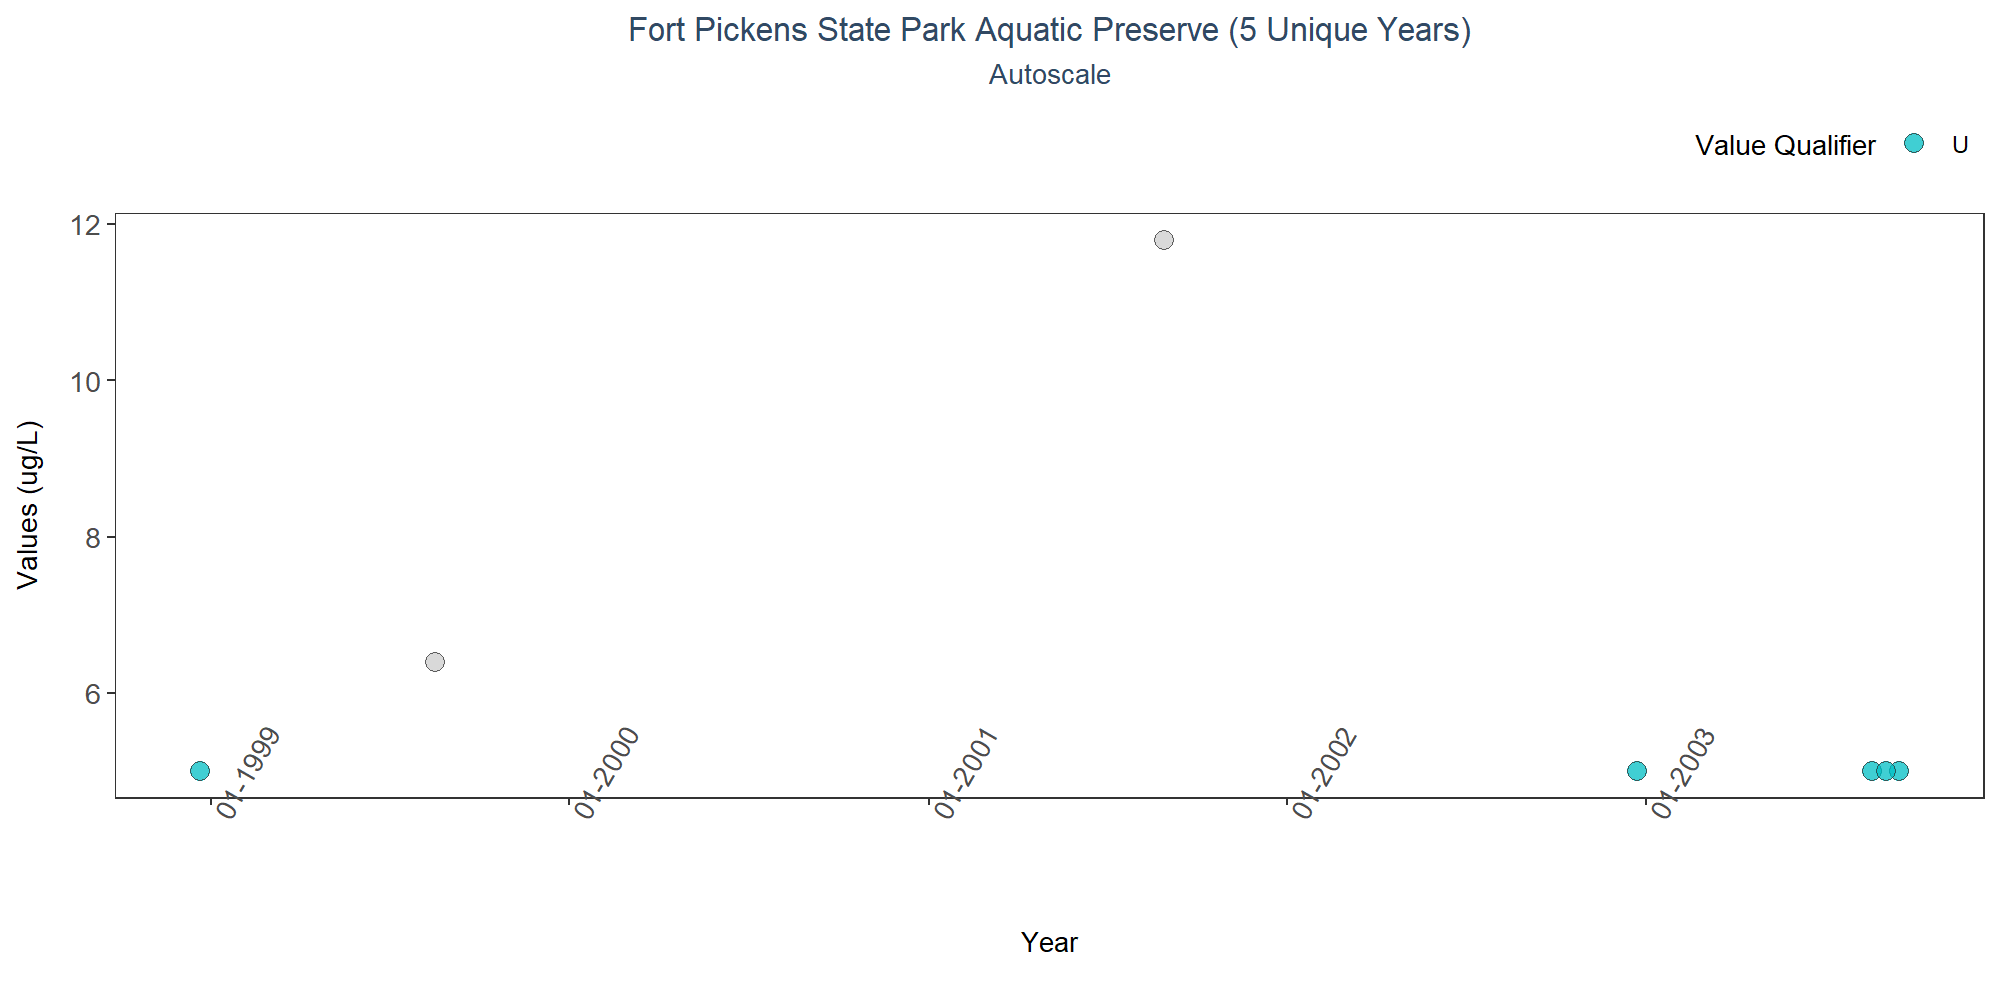 Fort Pickens State Park Aquatic Preserve (5 Unique Years)
Autoscale
Value Qualifier U
Values (ug/L)
12
10
8
6
01-1999
01-2000
01-2001
01-2002
01-2003
Year